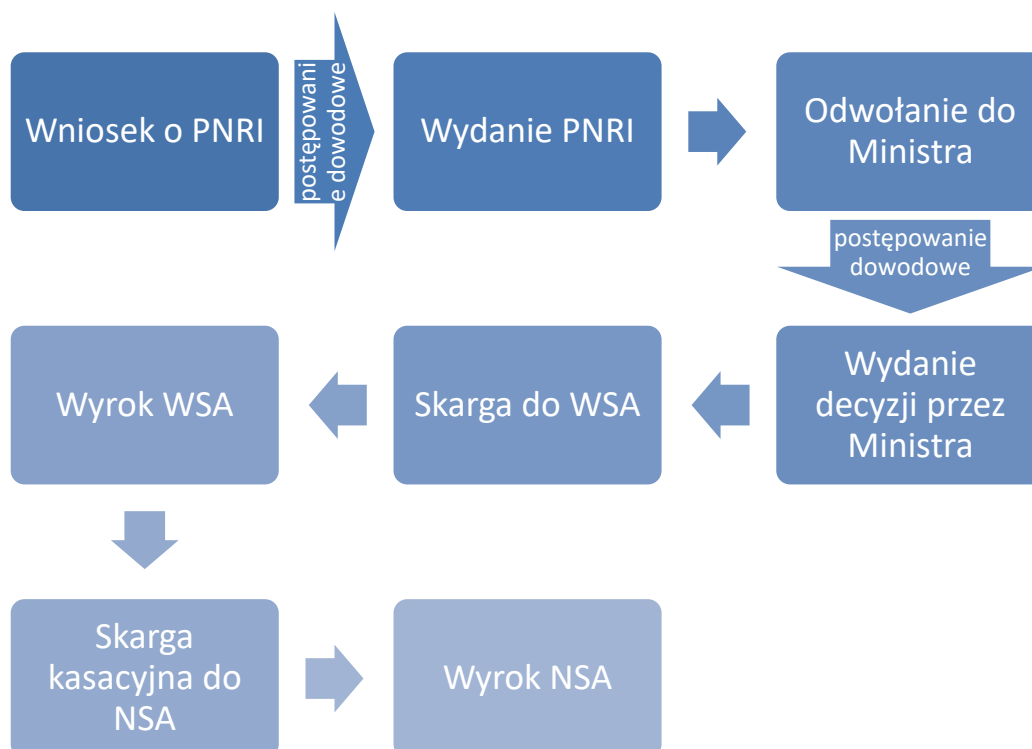 Wniosek o PNRI
postępowani
e dowodowe
Wydanie PNRI
Odwołanie do
Ministra
postępowanie
dowodowe
Wydanie
decyzji przez
Ministra
Skarga do WSA
Wyrok WSA
Skarga
kasacyjna do
NSA
Wyrok NSA